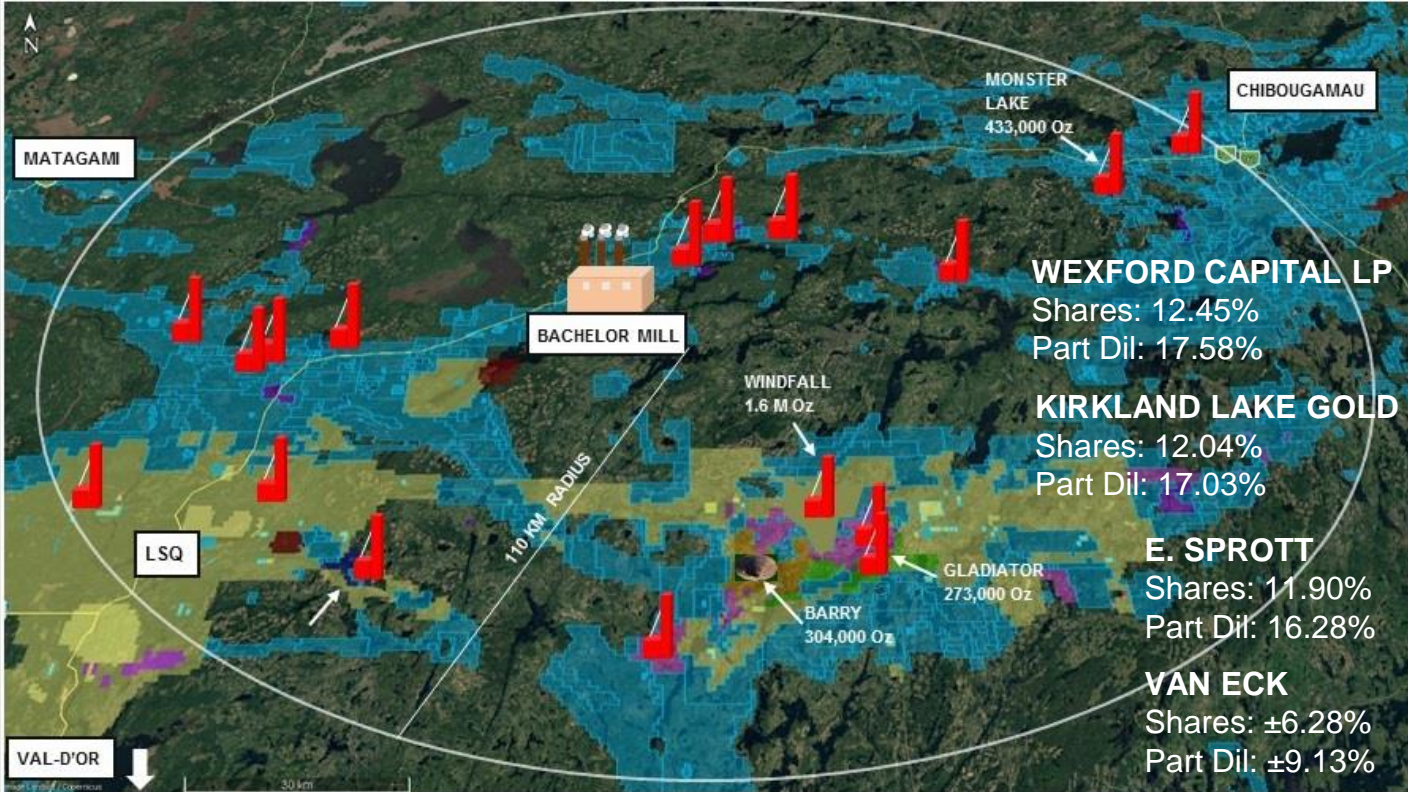 N
MONSTER
LAKE
433,000 Oz
CHIBOUGAMAU
MATAGAMI
WEXFORD CAPITAL LP
Shares: 12.45%
Part Dil: 17.58%
BACHELOR MILL
WINDFALL
1.6 M Oz
KIRKLAND LAKE GOLD
Shares: 12.04%
Part Dil: 17.03%
110 KM RADIUS
LSQ
E. SPROTT
Shares: 11.90%
Part Dil: 16.28%
GLADIATOR
273,000 Oz
BARRY
304,000 Oz
VAN ECK
Shares: ±6.28%
Part Dil: ±9.13%
VAL-D'OR
30 km
Image Landsat / Copernicus